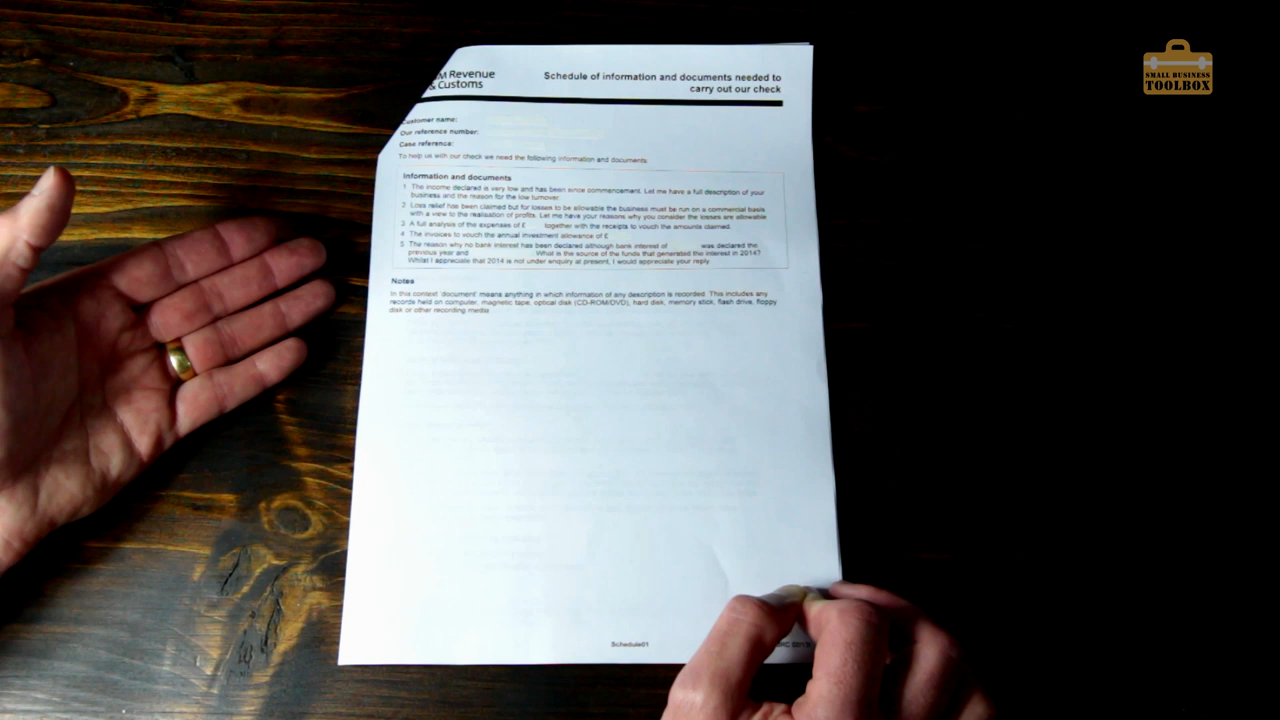 SMALL BUSINESS
TOOLBOX
M Revenue
& Customs
Schedule of information and documents needed to
carry out our check
Customer name:
Our reference number:
Case reference:
To help us with our check we need the following information and documents.
Information and documents
1 The income declared is very low and has been since commencement. Let me have a full description of your
business and the reason for the low turnover.
2 Loss relief has been claimed but for losses to be allowable the business must be run on a commercial basis
with a view to the realisation of profits. Let me have your reasons why you consider the losses are allowable
3 A full analysis of the expenses of £ together with the receipts to vouch the amounts claimed.
4 The invoices to vouch the annual investment allowance of £
5 The reason why no bank interest has been declared although bank interest of was declared the
previous year and What is the source of the funds that generated the interest in 2014?
Whilst I appreciate that 2014 is not under enquiry at present, I would appreciate your reply.
Notes
In this context 'document' means anything in which information of any description is recorded. This includes any
records held on computer, magnetic tape, optical disk (CD-ROM/DVD), hard disk, memory stick, flash drive, floppy
disk or other recording media.
Schedule01